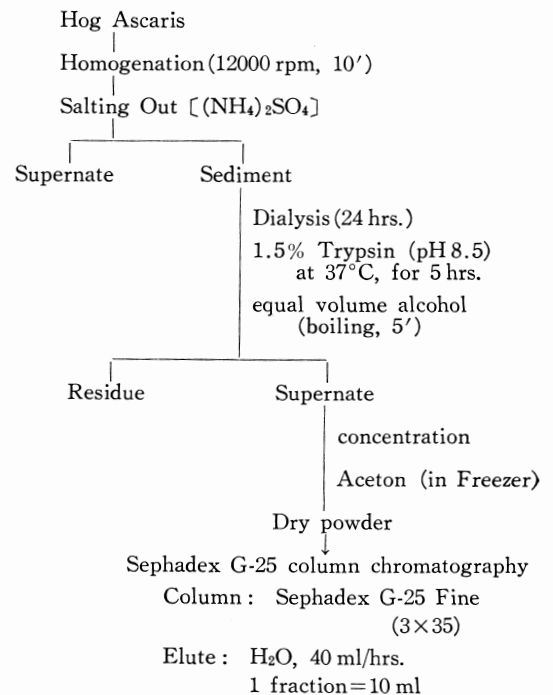 Hog Ascaris
Homogenation (12000 rpm, 10′)
Salting Out 〔(NH₄)₂SO₄〕
Supernate Sediment
Dialysis (24 hrs.)
1.5% Trypsin (pH 8.5)
at 37°C, for 5 hrs.
equal volume alcohol
(boiling, 5′)
Residue Supernate
concentration
Aceton (in Freezer)
Dry powder
Sephadex G-25 column chromatography
Column : Sephadex G-25 Fine
(3×35)
Elute : H₂O, 40 ml/hrs.
1 fraction=10 ml